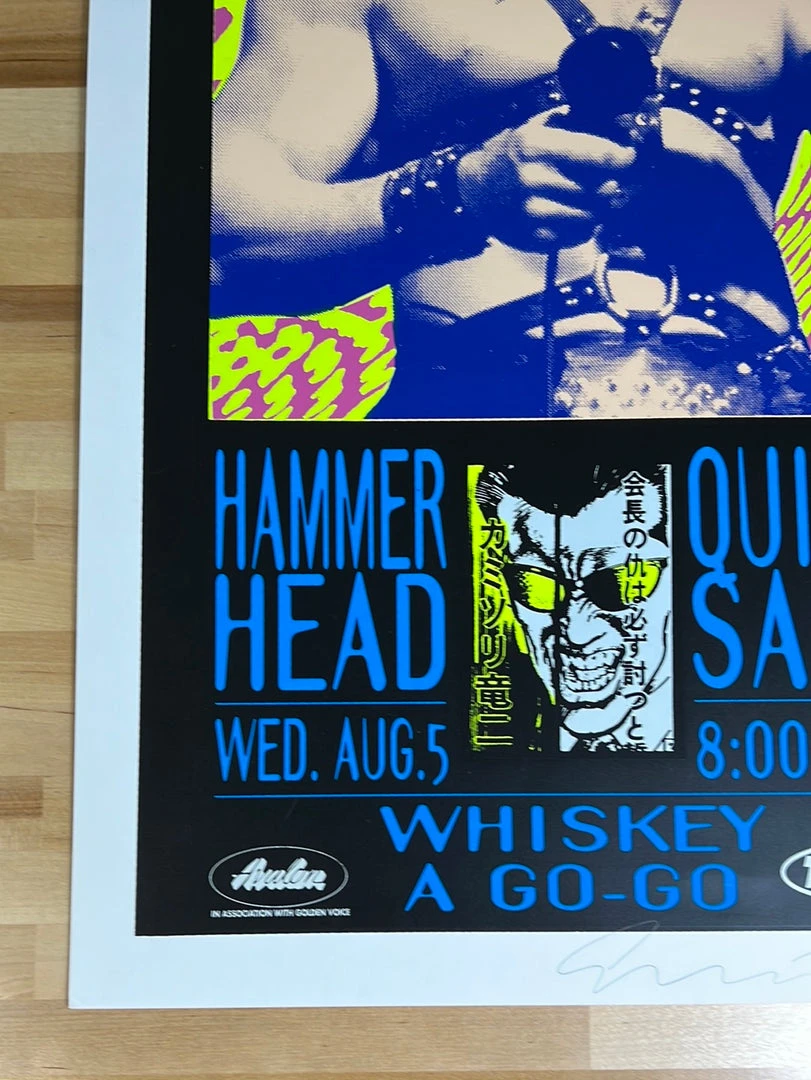 HAMMER
HEAD
カミソリ竜二
会長の仇は必ず討つと
QUI
SA
WED. AUG.5
8:00
WHISKEY
A GO-GO
Avalon
IN ASSOCIATION WITH GOLDEN VOICE